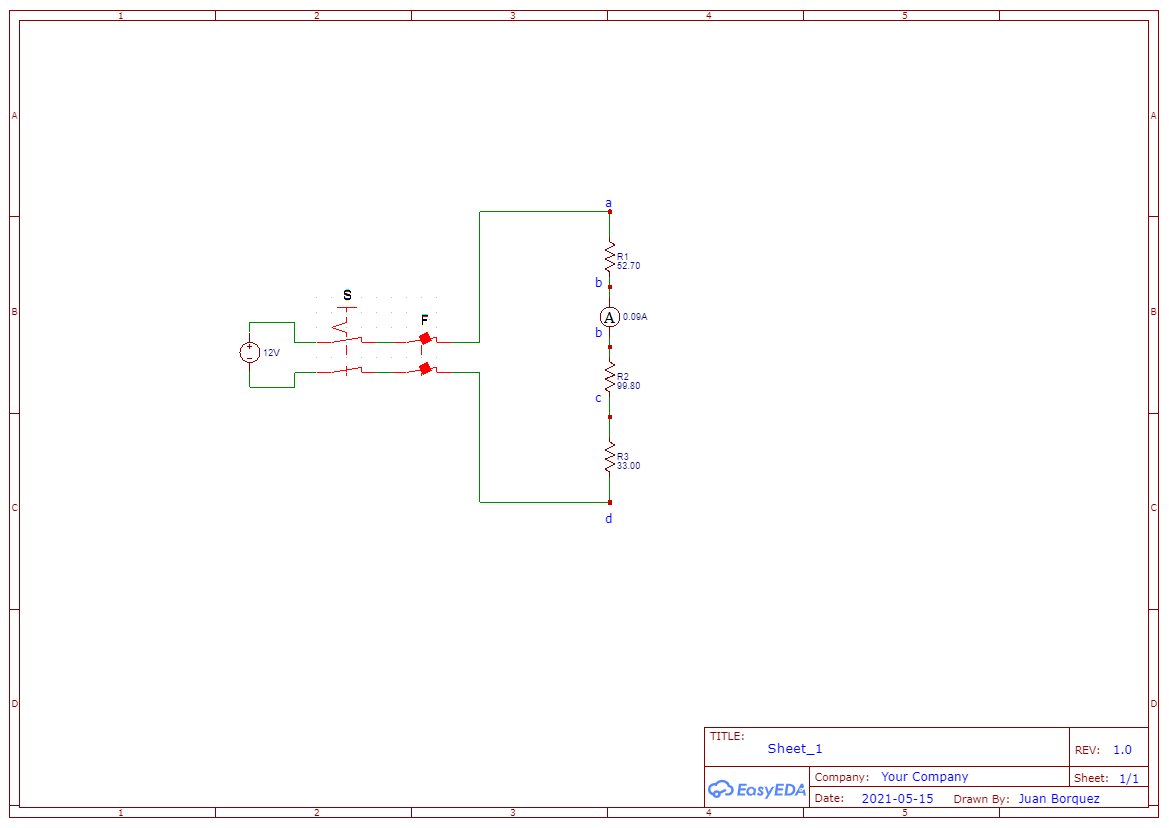 1 2 3 4 5
A A
a
R1
52.70
b
S
B B
F
A 0.09A
b
12V
R2
99.80
c
R3
33.00
C C
d
D D
TITLE:
Sheet_1
REV: 1.0
Company: Your Company
Sheet: 1/1
EasyEDA
Date: 2021-05-15 Drawn By: Juan Borquez
1 2 3 4 5